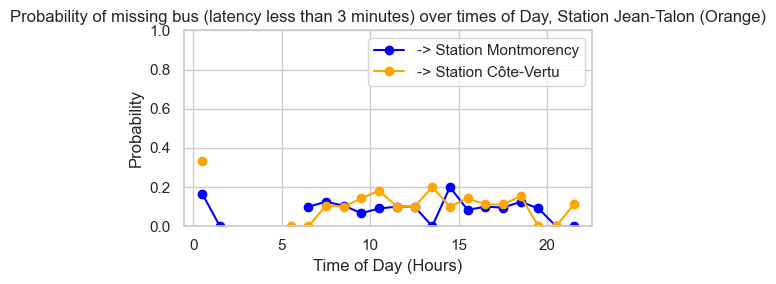 Probability of missing bus (latency less than 3 minutes) over times of Day, Station Jean-Talon (Orange)
1.0
0.8
0.6
0.4
0.2
0.0
Probability
-> Station Montmorency
-> Station Côte-Vertu
0 5 10 15 20
Time of Day (Hours)